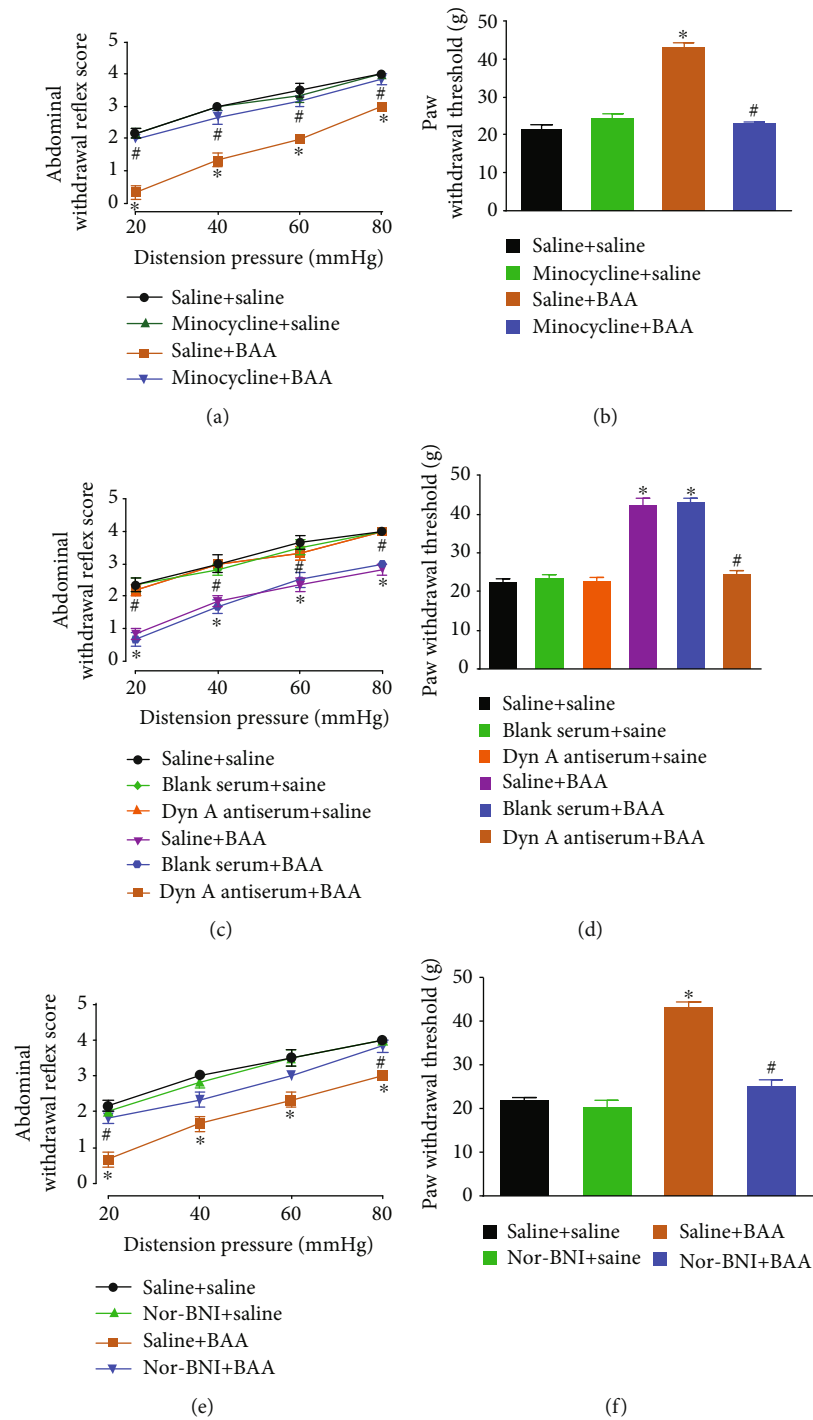 Abdominal
withdrawal reflex score
5
4
3
2
1
0
# # # #
* * * *
20 40 60 80
Distension pressure (mmHg)
Saline+saline
Minocycline+saline
Saline+BAA
Minocycline+BAA
(a)
Paw
withdrawal threshold (g)
50
40
30
20
10
0
* #
Saline+saline
Minocycline+saline
Saline+BAA
Minocycline+BAA
(b)
Abdominal
withdrawal reflex score
5
4
3
2
1
0
# # # #
* * * *
20 40 60 80
Distension pressure (mmHg)
Saline+saline
Blank serum+saine
Dyn A antiserum+saline
Saline+BAA
Blank serum+BAA
Dyn A antiserum+BAA
(c)
Paw withdrawal threshold (g)
50
40
30
20
10
0
* * #
Saline+saline
Blank serum+saine
Dyn A antiserum+saine
Saline+BAA
Blank serum+BAA
Dyn A antiserum+BAA
(d)
Abdominal
withdrawal reflex score
5
4
3
2
1
0
# #
* * * *
20 40 60 80
Distension pressure (mmHg)
Saline+saline
Nor-BNI+saline
Saline+BAA
Nor-BNI+BAA
(e)
Paw withdrawal threshold (g)
50
40
30
20
10
0
* #
Saline+saline
Nor-BNI+saine
Saline+BAA
Nor-BNI+BAA
(f)